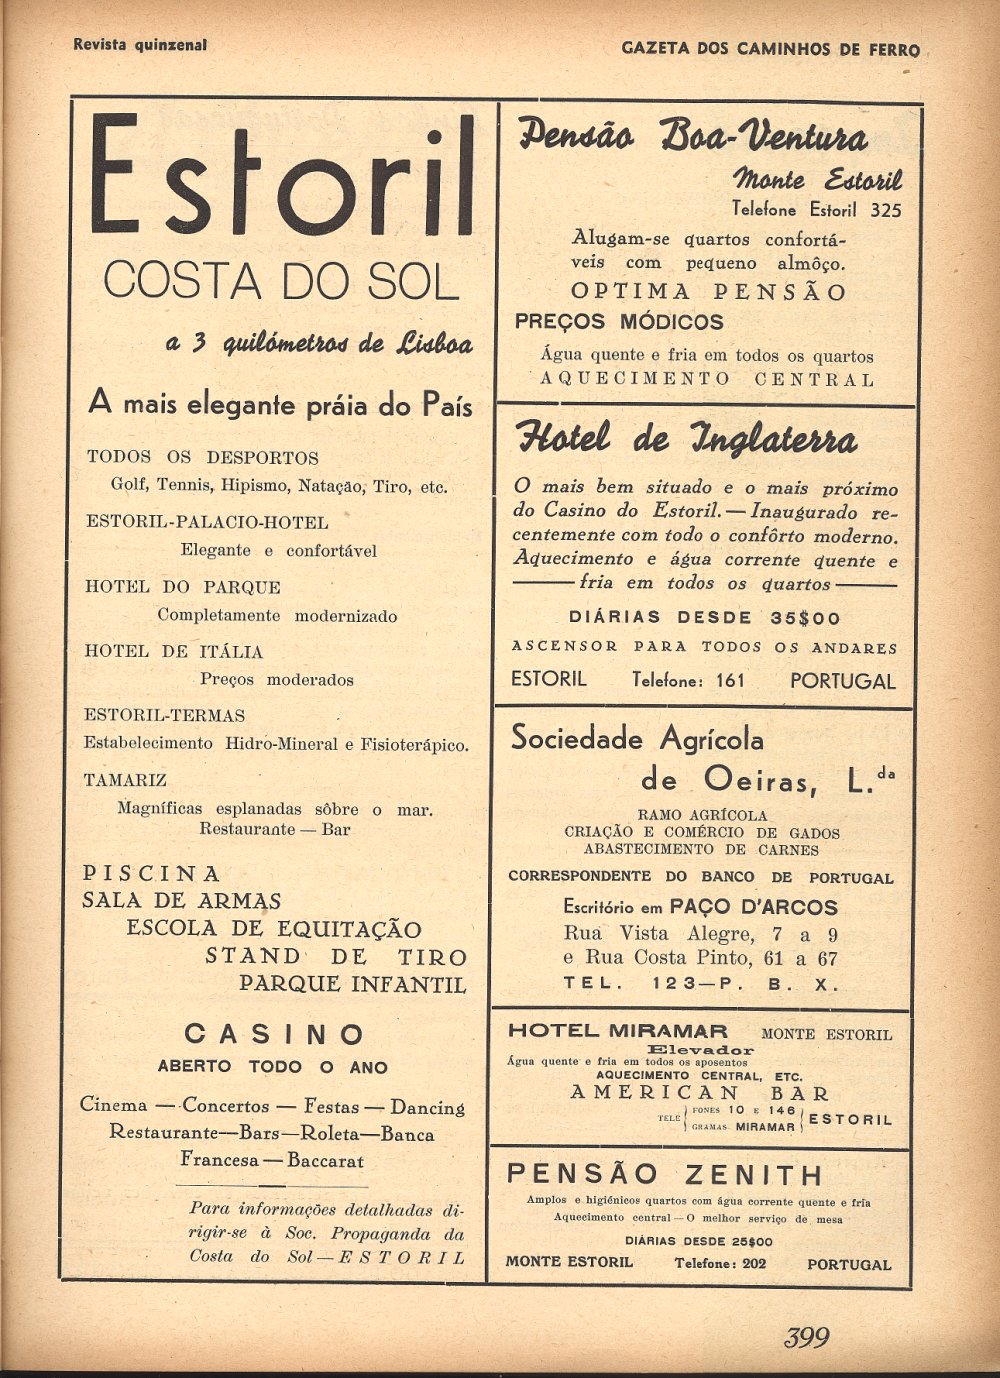 Revista quinzenal
GAZETA DOS CAMINHOS DE FERRO
Estoril
COSTA DO SOL
a 3 quilómetros de Lisboa
A mais elegante práia do País
TODOS OS DESPORTOS
Golf, Tennis, Hipismo, Natação, Tiro, etc.
ESTORIL-PALACIO-HOTEL
Elegante e confortável
HOTEL DO PARQUE
Completamente modernizado
HOTEL DE ITÁLIA
Preços moderados
ESTORIL-TERMAS
Estabelecimento Hidro-Mineral e Fisioterápico.
TAMARIZ
Magníficas esplanadas sôbre o mar.
Restaurante — Bar
PISCINA
SALA DE ARMAS
ESCOLA DE EQUITAÇÃO
STAND DE TIRO
PARQUE INFANTIL
CASINO
ABERTO TODO O ANO
Cinema — Concertos — Festas — Dancing
Restaurante—Bars—Roleta—Banca
Francesa — Baccarat
Para informações detalhadas di-
rigir-se à Soc. Propaganda da
Costa do Sol — ESTORIL
Pensão Boa-Ventura
Monte Estoril
Telefone Estoril 325
Alugam-se quartos confortá-
veis com pequeno almôço.
OPTIMA PENSÃO
PREÇOS MÓDICOS
Água quente e fria em todos os quartos
AQUECIMENTO CENTRAL
Hotel de Inglaterra
O mais bem situado e o mais próximo
do Casino do Estoril. — Inaugurado re-
centemente com todo o confôrto moderno.
Aquecimento e água corrente quente e
fria em todos os quartos
DIÁRIAS DESDE 35$00
ASCENSOR PARA TODOS OS ANDARES
ESTORIL Telefone: 161 PORTUGAL
Sociedade Agrícola
de Oeiras, L.da
RAMO AGRÍCOLA
CRIAÇÃO E COMÉRCIO DE GADOS
ABASTECIMENTO DE CARNES
CORRESPONDENTE DO BANCO DE PORTUGAL
Escritório em PAÇO D'ARCOS
Rua Vista Alegre, 7 a 9
e Rua Costa Pinto, 61 a 67
TEL. 123—P. B. X.
HOTEL MIRAMAR MONTE ESTORIL
Elevador
Água quente e fria em todos os aposentos
AQUECIMENTO CENTRAL, ETC.
AMERICAN BAR
TELE { FONES 10 E 146 } ESTORIL
GRAMAS MIRAMAR
PENSÃO ZENITH
Amplos e higiénicos quartos com água corrente quente e fria
Aquecimento central — O melhor serviço de mesa
DIÁRIAS DESDE 25$00
MONTE ESTORIL Telefone: 202 PORTUGAL
399